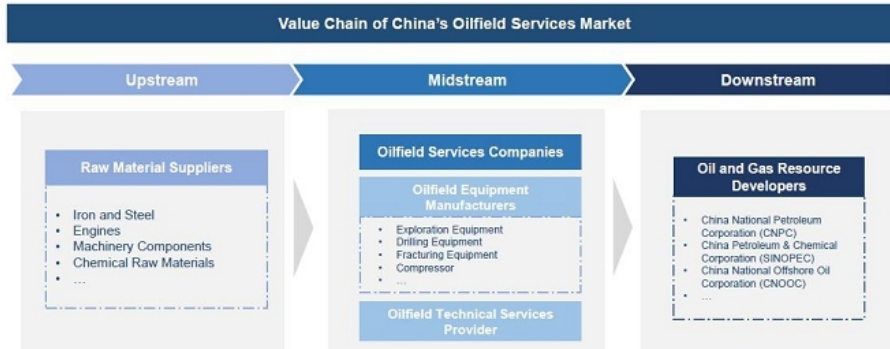 Value Chain of China's Oilfield Services Market
Upstream
Midstream
Downstream
Raw Material Suppliers
• Iron and Steel
• Engines
• Machinery Components
• Chemical Raw Materials
• ...
Oilfield Services Companies
Oilfield Equipment
Manufacturers
• Exploration Equipment
• Drilling Equipment
• Fracturing Equipment
• Compressor
• ...
Oilfield Technical Services
Provider
Oil and Gas Resource
Developers
• China National Petroleum
Corporation (CNPC)
• China Petroleum & Chemical
Corporation (SINOPEC)
• China National Offshore Oil
Corporation (CNOOC)
• ...